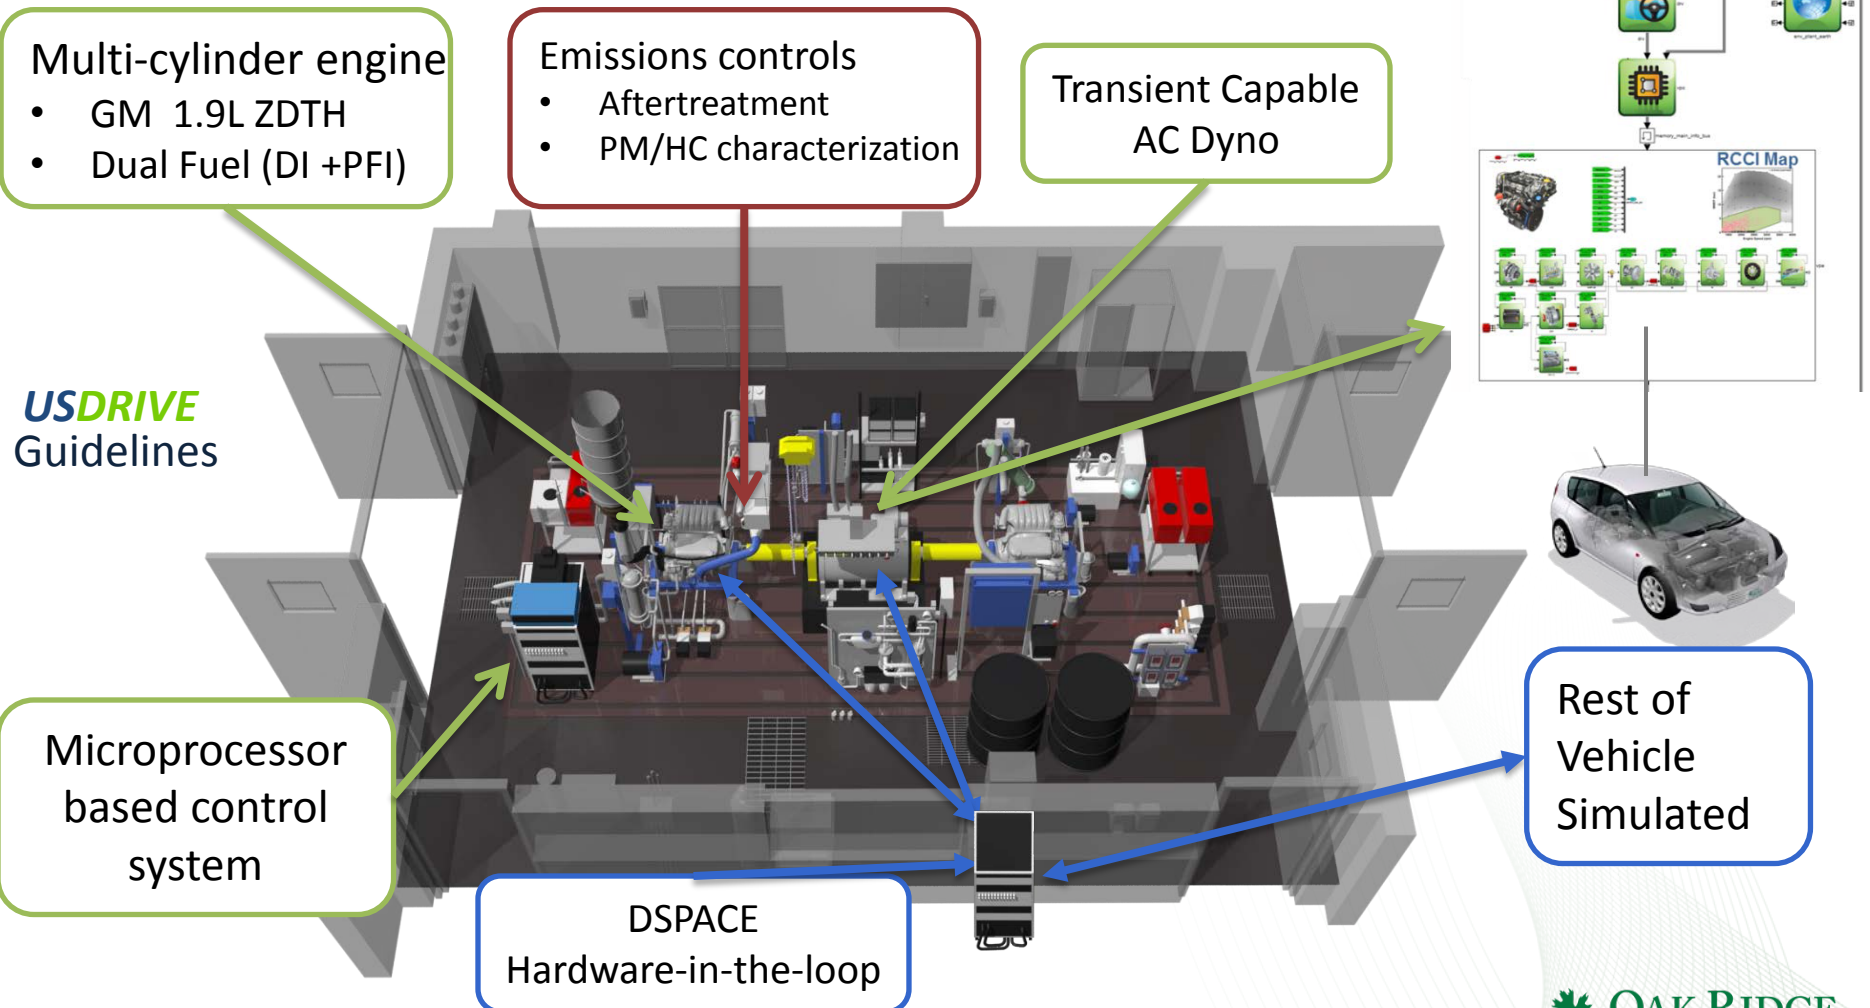 Multi-cylinder engine
• GM 1.9L ZDTH
• Dual Fuel (DI +PFI)
Emissions controls
• Aftertreatment
• PM/HC characterization
Transient Capable
AC Dyno
RCCI Map
USDRIVE
Guidelines
Microprocessor
based control
system
DSPACE
Hardware-in-the-loop
Rest of
Vehicle
Simulated
OAK RIDGE